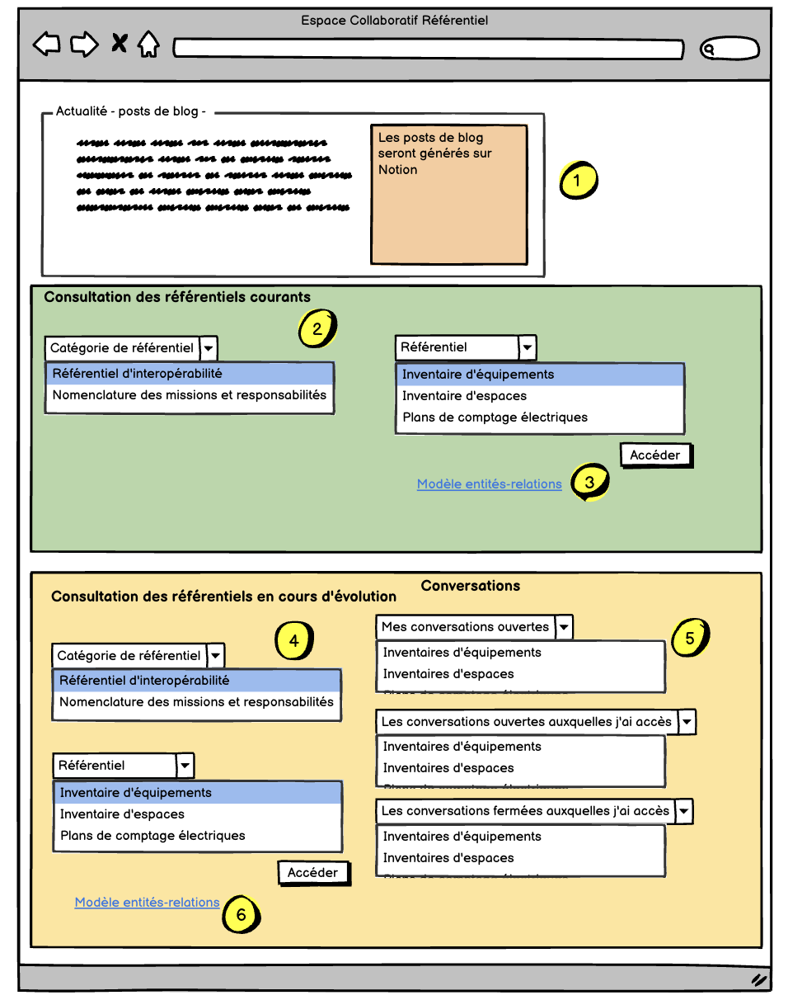 Espace Collaboratif Référentiel
Actualité - posts de blog -
Les posts de blog
seront générés sur
Notion
1
Consultation des référentiels courants
2
Catégorie de référentiel
Référentiel d'interopérabilité
Nomenclature des missions et responsabilités
Référentiel
Inventaire d'équipements
Inventaire d'espaces
Plans de comptage électriques
Accéder
Modèle entités-relations
3
Consultation des référentiels en cours d'évolution
4
Catégorie de référentiel
Référentiel d'interopérabilité
Nomenclature des missions et responsabilités
Référentiel
Inventaire d'équipements
Inventaire d'espaces
Plans de comptage électriques
Accéder
Modèle entités-relations
6
Conversations
Mes conversations ouvertes
5
Inventaires d'équipements
Inventaires d'espaces
Les conversations ouvertes auxquelles j'ai accès
Inventaires d'équipements
Inventaires d'espaces
Les conversations fermées auxquelles j'ai accès
Inventaires d'équipements
Inventaires d'espaces